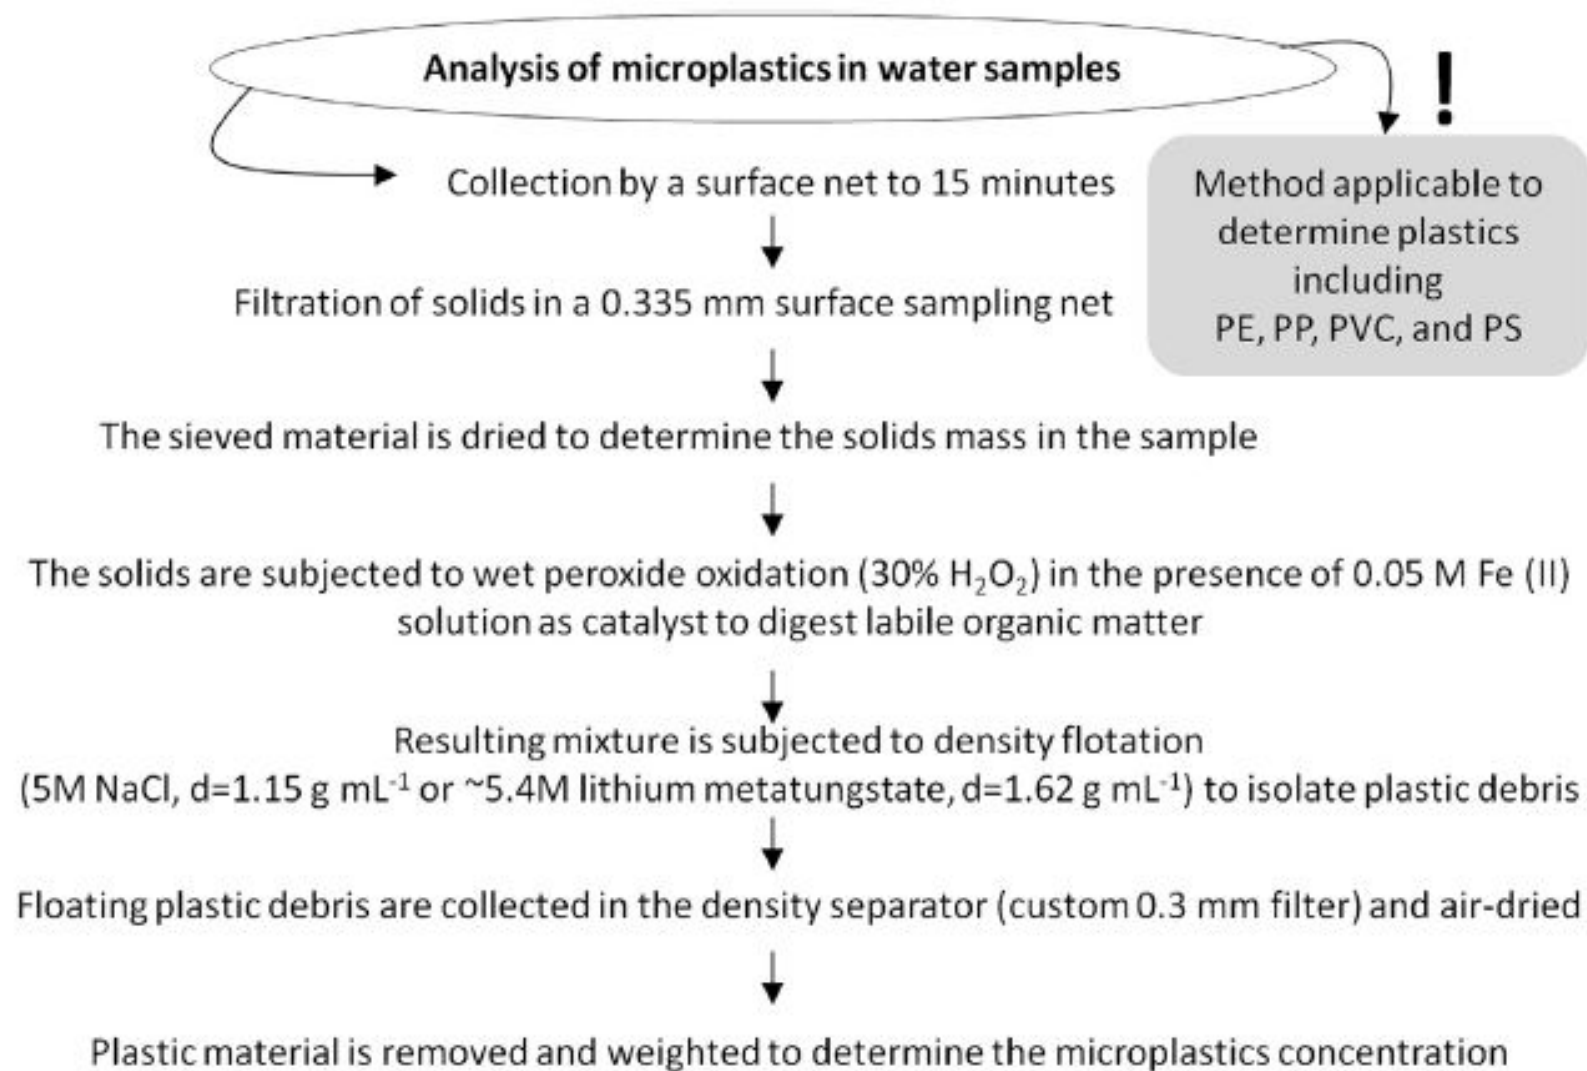 Analysis of microplastics in water samples
!
Collection by a surface net to 15 minutes
Method applicable to
determine plastics
including
PE, PP, PVC, and PS
Filtration of solids in a 0.335 mm surface sampling net
The sieved material is dried to determine the solids mass in the sample
The solids are subjected to wet peroxide oxidation (30% H₂O₂) in the presence of 0.05 M Fe (II)
solution as catalyst to digest labile organic matter
Resulting mixture is subjected to density flotation
(5M NaCl, d=1.15 g mL⁻¹ or ~5.4M lithium metatungstate, d=1.62 g mL⁻¹) to isolate plastic debris
Floating plastic debris are collected in the density separator (custom 0.3 mm filter) and air-dried
Plastic material is removed and weighted to determine the microplastics concentration